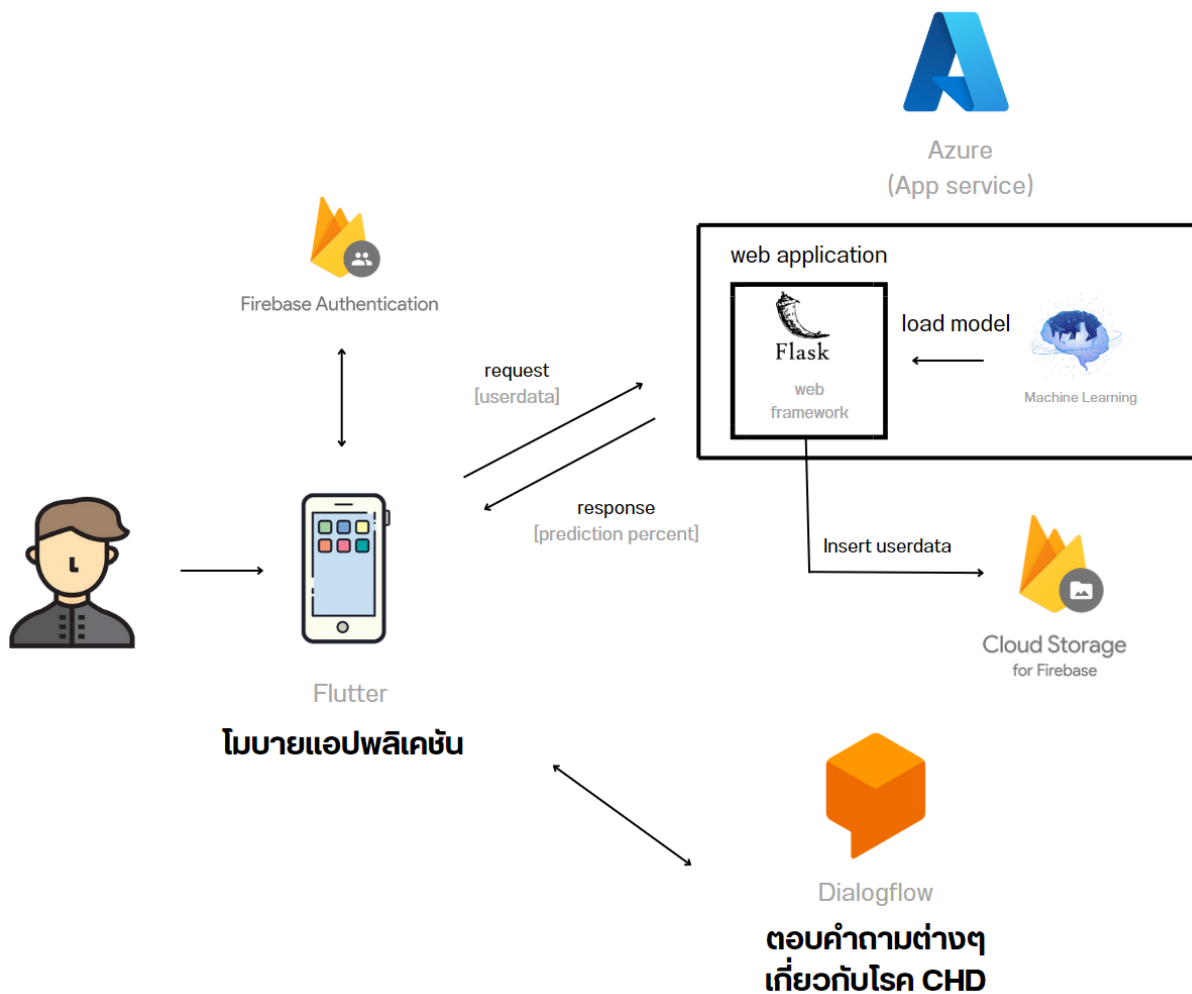 Azure
(App service)
Firebase Authentication
web application
Flask
web
framework
load model
Machine Learning
request
[userdata]
response
[prediction percent]
Insert userdata
Cloud Storage
for Firebase
Flutter
โมบายแอปพลิเคชัน
Dialogflow
ตอบคำถามต่างๆ
เกี่ยวกับโรค CHD